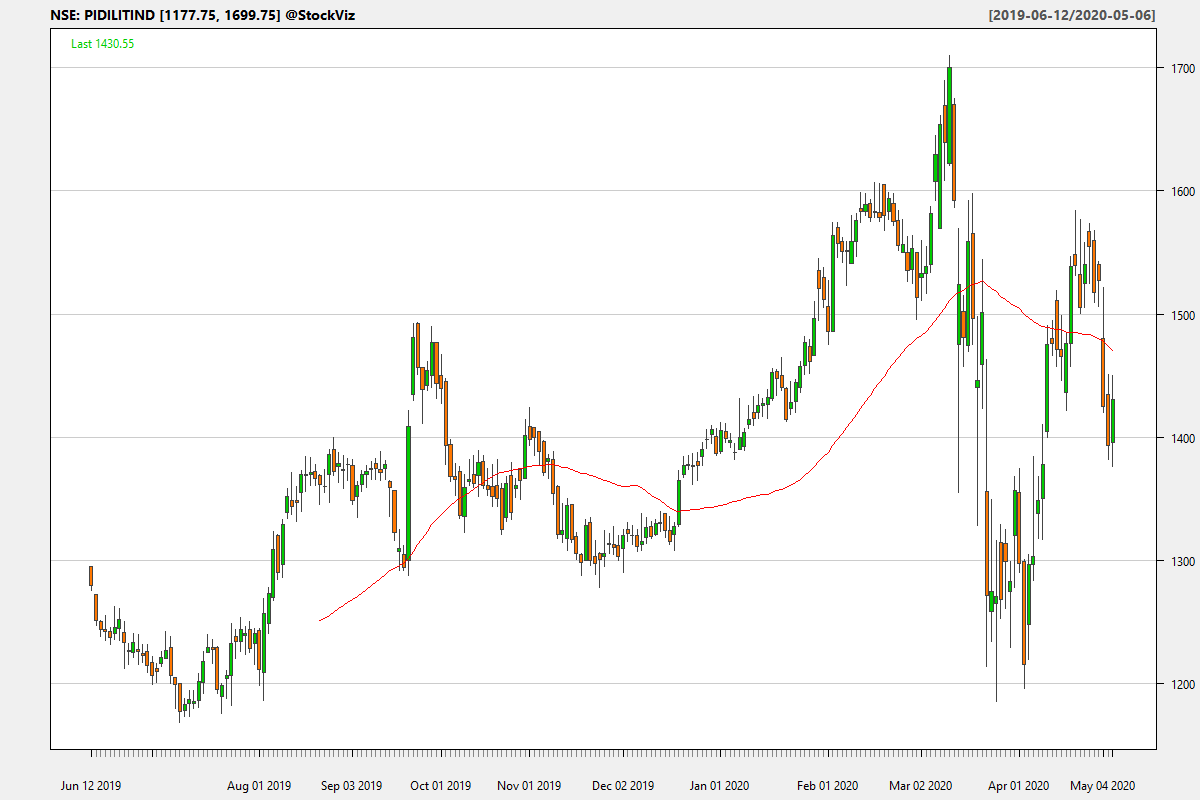 NSE: PIDILITIND [1177.75, 1699.75] @StockViz [2019-06-12/2020-05-06]
Last 1430.55
1700
1600
1500
1400
1300
1200
Jun 12 2019 Aug 01 2019 Sep 03 2019 Oct 01 2019 Nov 01 2019 Dec 02 2019 Jan 01 2020 Feb 01 2020 Mar 02 2020 Apr 01 2020 May 04 2020